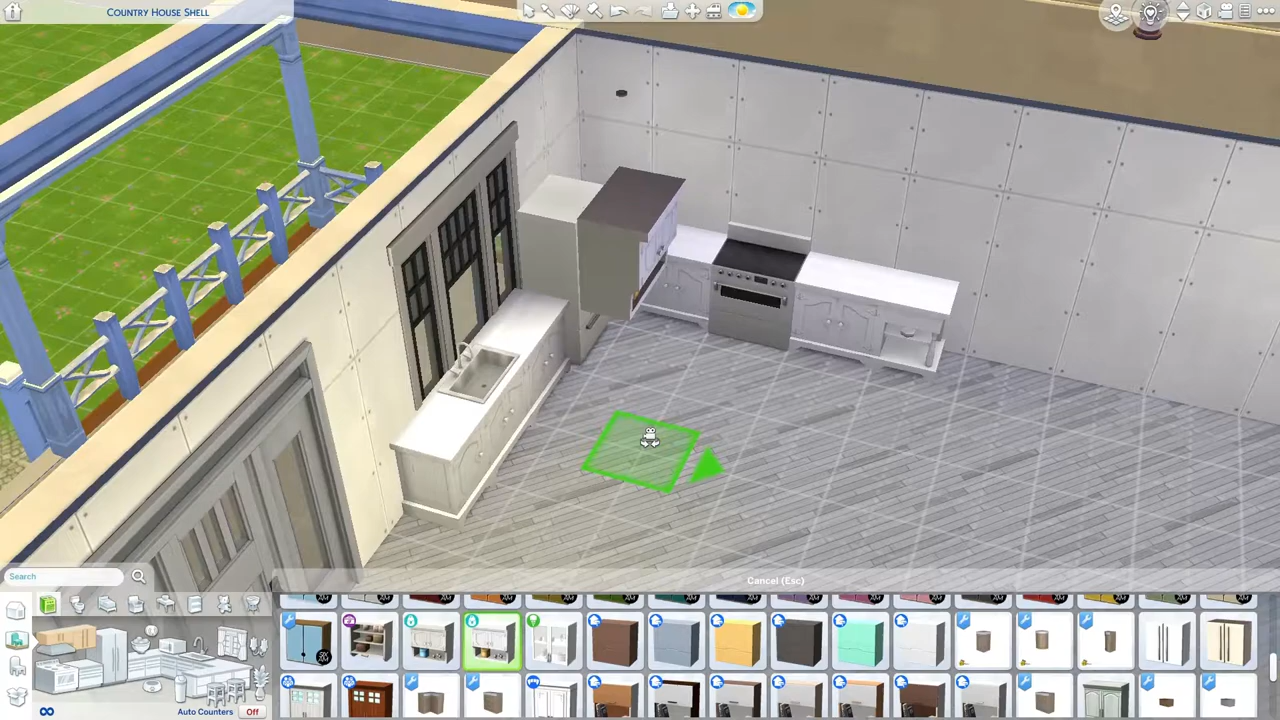 COUNTRY HOUSE SHELL
Cancel (Esc)
Search
Auto Counters
Off